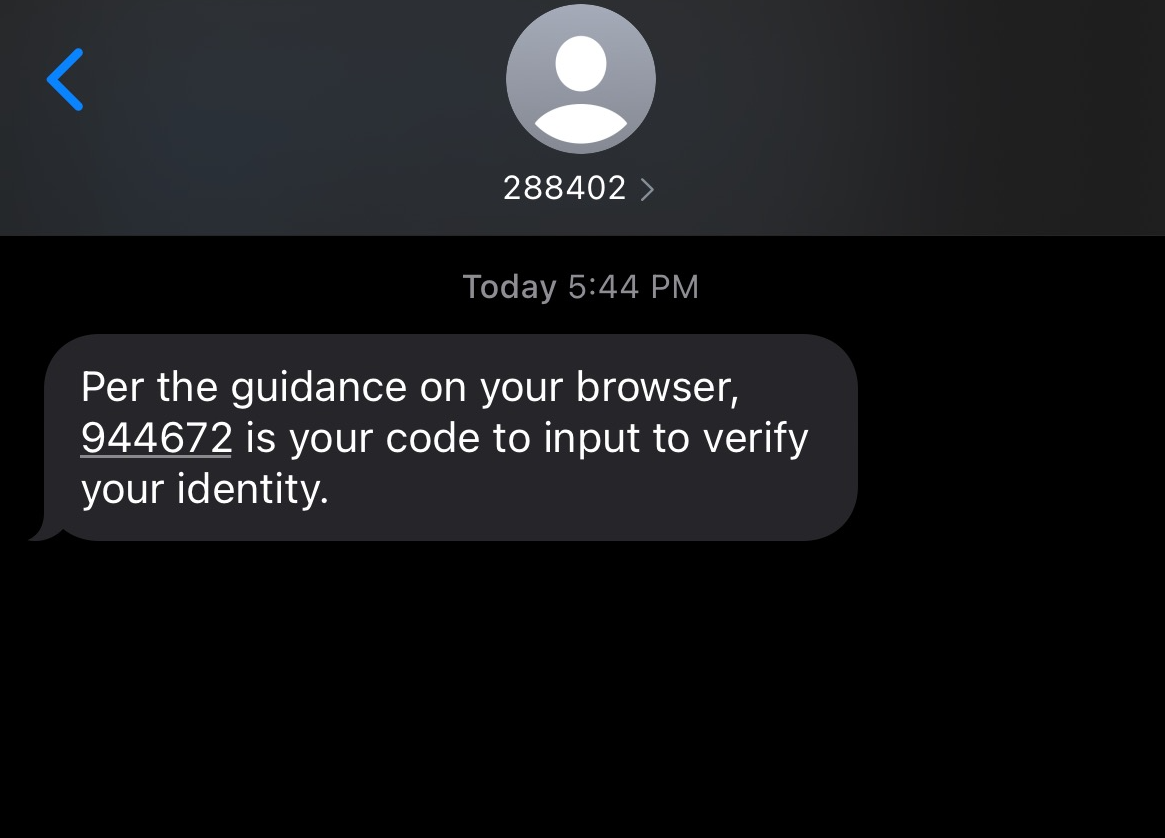 288402
Today 5:44 PM
Per the guidance on your browser,
944672 is your code to input to verify
your identity.